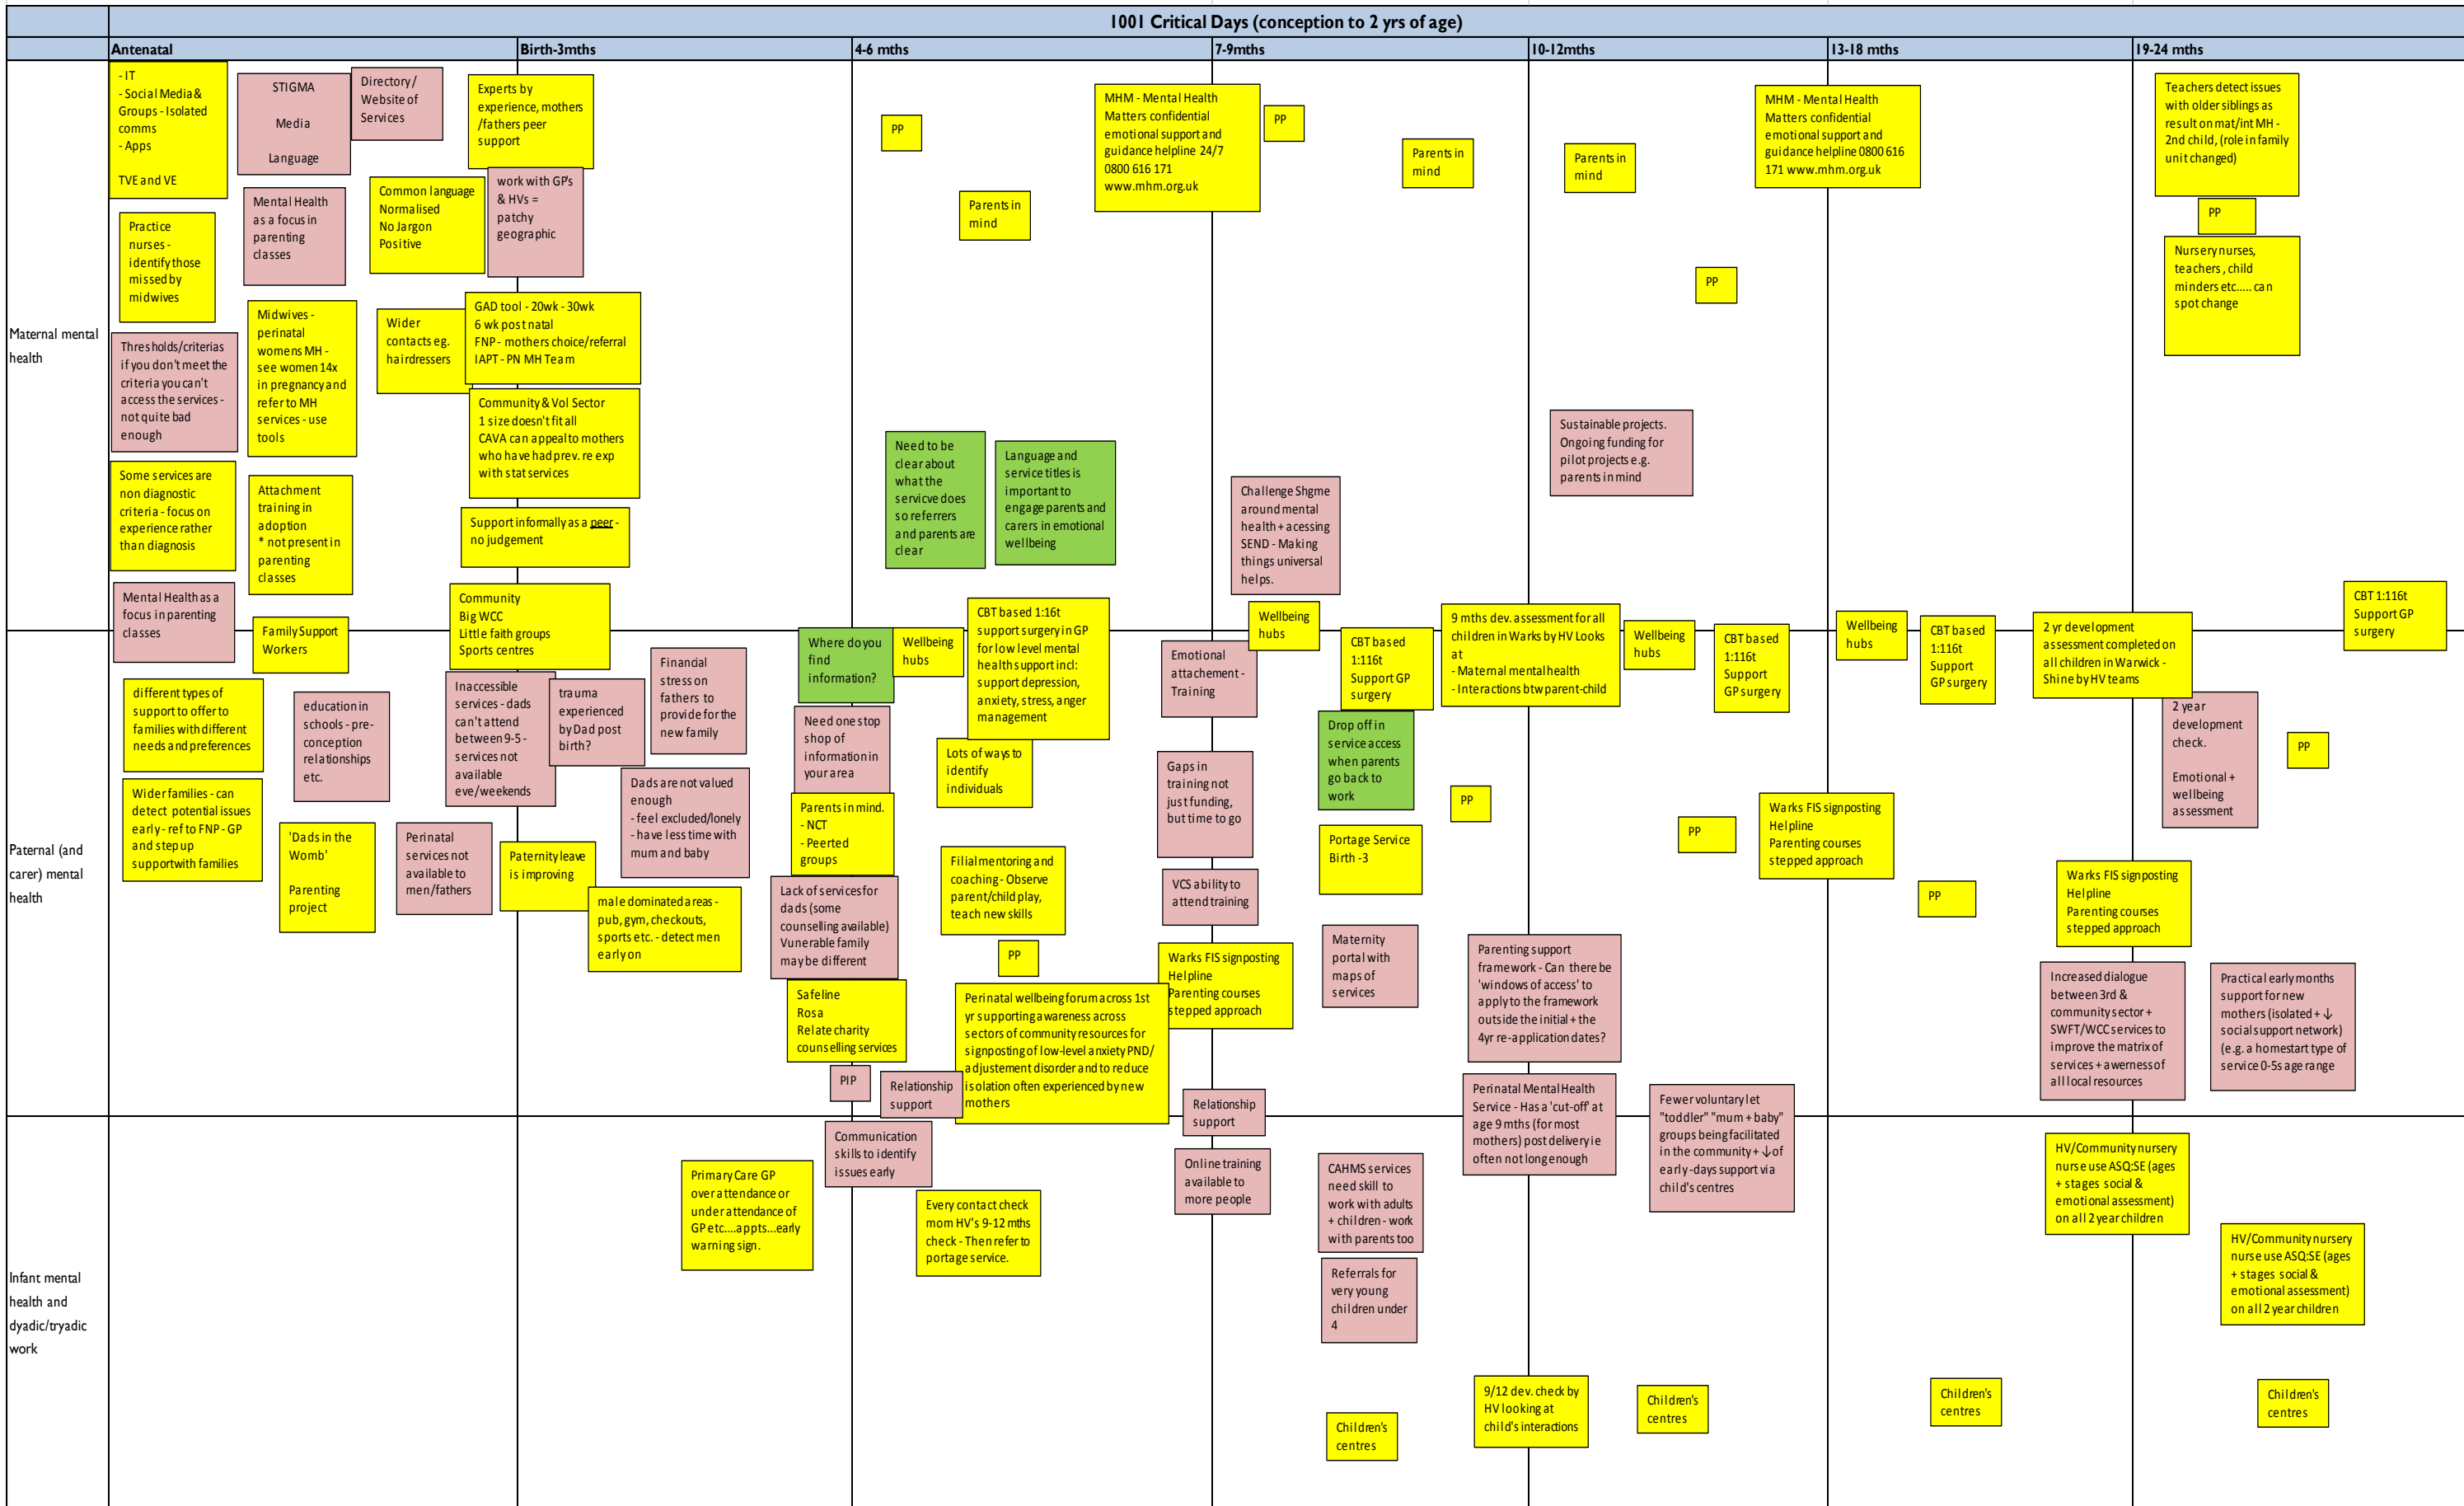 1001 Critical Days (conception to 2 yrs of age)
Antenatal
Birth-3mths
4-6 mths
7-9mths
10-12mths
13-18 mths
19-24 mths
Maternal mental
health
- IT
- Social Media &
Groups - Isolated
comms
- Apps
TVE and VE
STIGMA
Media
Language
Directory /
Website of
Services
Experts by
experience, mothers
/fathers peer
support
Practice
nurses -
identify those
missed by
midwives
Mental Health
as a focus in
parenting
classes
Common language
Normalised
No Jargon
Positive
work with GP's
& HVs =
patchy
geographic
Thresholds/criterias
if you don't meet the
criteria you can't
access the services -
not quite bad
enough
Midwives -
perinatal
womens MH -
see women 14x
in pregnancy and
refer to MH
services - use
tools
Wider
contacts eg.
hairdressers
GAD tool - 20wk - 30wk
6 wk post natal
FNP - mothers choice/referral
IAPT - PN MH Team
Community & Vol Sector
1 size doesn't fit all
CAVA can appeal to mothers
who have had prev. re exp
with stat services
Some services are
non diagnostic
criteria - focus on
experience rather
than diagnosis
Attachment
training in
adoption
* not present in
parenting
classes
Support informally as a peer -
no judgement
Mental Health as a
focus in parenting
classes
Family Support
Workers
Community
Big WCC
Little faith groups
Sports centres
PP
Parents in
mind
MHM - Mental Health
Matters confidential
emotional support and
guidance helpline 24/7
0800 616 171
www.mhm.org.uk
PP
Parents in
mind
Parents in
mind
PP
MHM - Mental Health
Matters confidential
emotional support and
guidance helpline 0800 616
171 www.mhm.org.uk
Teachers detect issues
with older siblings as
result on mat/int MH -
2nd child, (role in family
unit changed)
PP
Nursery nurses,
teachers , child
minders etc..... can
spot change
Need to be
clear about
what the
servicve does
so referrers
and parents are
clear
Language and
service titles is
important to
engage parents and
carers in emotional
wellbeing
Challenge Shgme
around mental
health + acessing
SEND - Making
things universal
helps.
Sustainable projects.
Ongoing funding for
pilot projects e.g.
parents in mind
Where do you
find
information?
Wellbeing
hubs
CBT based 1:16t
support surgery in GP
for low level mental
health support incl:
support depression,
anxiety, stress, anger
management
Wellbeing
hubs
CBT based
1:116t
Support GP
surgery
9 mths dev. assessment for all
children in Warks by HV Looks
at
- Maternal mental health
- Interactions btw parent-child
Wellbeing
hubs
CBT based
1:116t
Support
GP surgery
Wellbeing
hubs
CBT based
1:116t
Support
GP surgery
2 yr development
assessment completed on
all children in Warwick -
Shine by HV teams
CBT 1:116t
Support GP
surgery
Paternal (and
carer) mental
health
different types of
support to offer to
families with different
needs and preferences
education in
schools - pre-
conception
relationships
etc.
Inaccessible
services - dads
can't attend
between 9-5 -
services not
available
eve/weekends
trauma
experienced
by Dad post
birth?
Financial
stress on
fathers to
provide for the
new family
Wider families - can
detect potential issues
early - ref to FNP - GP
and step up
supportwith families
'Dads in the
Womb'
Parenting
project
Perinatal
services not
available to
men/fathers
Paternity leave
is improving
Dads are not valued
enough
- feel excluded/lonely
- have less time with
mum and baby
male dominated areas -
pub, gym, checkouts,
sports etc. - detect men
early on
Need one stop
shop of
information in
your area
Parents in mind.
- NCT
- Peerted
groups
Lack of services for
dads (some
counselling available)
Vunerable family
may be different
Safeline
Rosa
Relate charity
counselling services
PIP
Relationship
support
Lots of ways to
identify
individuals
Filial mentoring and
coaching - Observe
parent/child play,
teach new skills
PP
Perinatal wellbeing forum across 1st
yr supporting awareness across
sectors of community resources for
signposting of low-level anxiety PND/
adjustement disorder and to reduce
isolation often experienced by new
mothers
Emotional
attachement -
Training
Gaps in
training not
just funding,
but time to go
VCS ability to
attend training
Warks FIS signposting
Helpline
Parenting courses
stepped approach
Relationship
support
Drop off in
service access
when parents
go back to
work
Portage Service
Birth -3
Maternity
portal with
maps of
services
PP
Parenting support
framework - Can there be
'windows of access' to
apply to the framework
outside the initial + the
4yr re-application dates?
PP
Warks FIS signposting
Helpline
Parenting courses
stepped approach
PP
2 year
development
check.
Emotional +
wellbeing
assessment
PP
Warks FIS signposting
Helpline
Parenting courses
stepped approach
Increased dialogue
between 3rd &
community sector +
SWFT/WCC services to
improve the matrix of
services + awerness of
all local resources
Practical early months
support for new
mothers (isolated + ↓
social support network)
(e.g. a homestart type of
service 0-5s age range
Infant mental
health and
dyadic/tryadic
work
Primary Care GP
over attendance or
under attendance of
GP etc....appts...early
warning sign.
Communication
skills to identify
issues early
Every contact check
mom HV's 9-12 mths
check - Then refer to
portage service.
Online training
available to
more people
CAHMS services
need skill to
work with adults
+ children - work
with parents too
Referrals for
very young
children under
4
Perinatal Mental Health
Service - Has a 'cut-off' at
age 9 mths (for most
mothers) post delivery ie
often not long enough
Fewer voluntary let
"toddler" "mum + baby"
groups being facilitated
in the community + ↓ of
early-days support via
child's centres
HV/Community nursery
nurse use ASQ:SE (ages
+ stages social &
emotional assessment)
on all 2 year children
HV/Community nursery
nurse use ASQ:SE (ages
+ stages social &
emotional assessment)
on all 2 year children
Children's
centres
9/12 dev. check by
HV looking at
child's interactions
Children's
centres
Children's
centres
Children's
centres